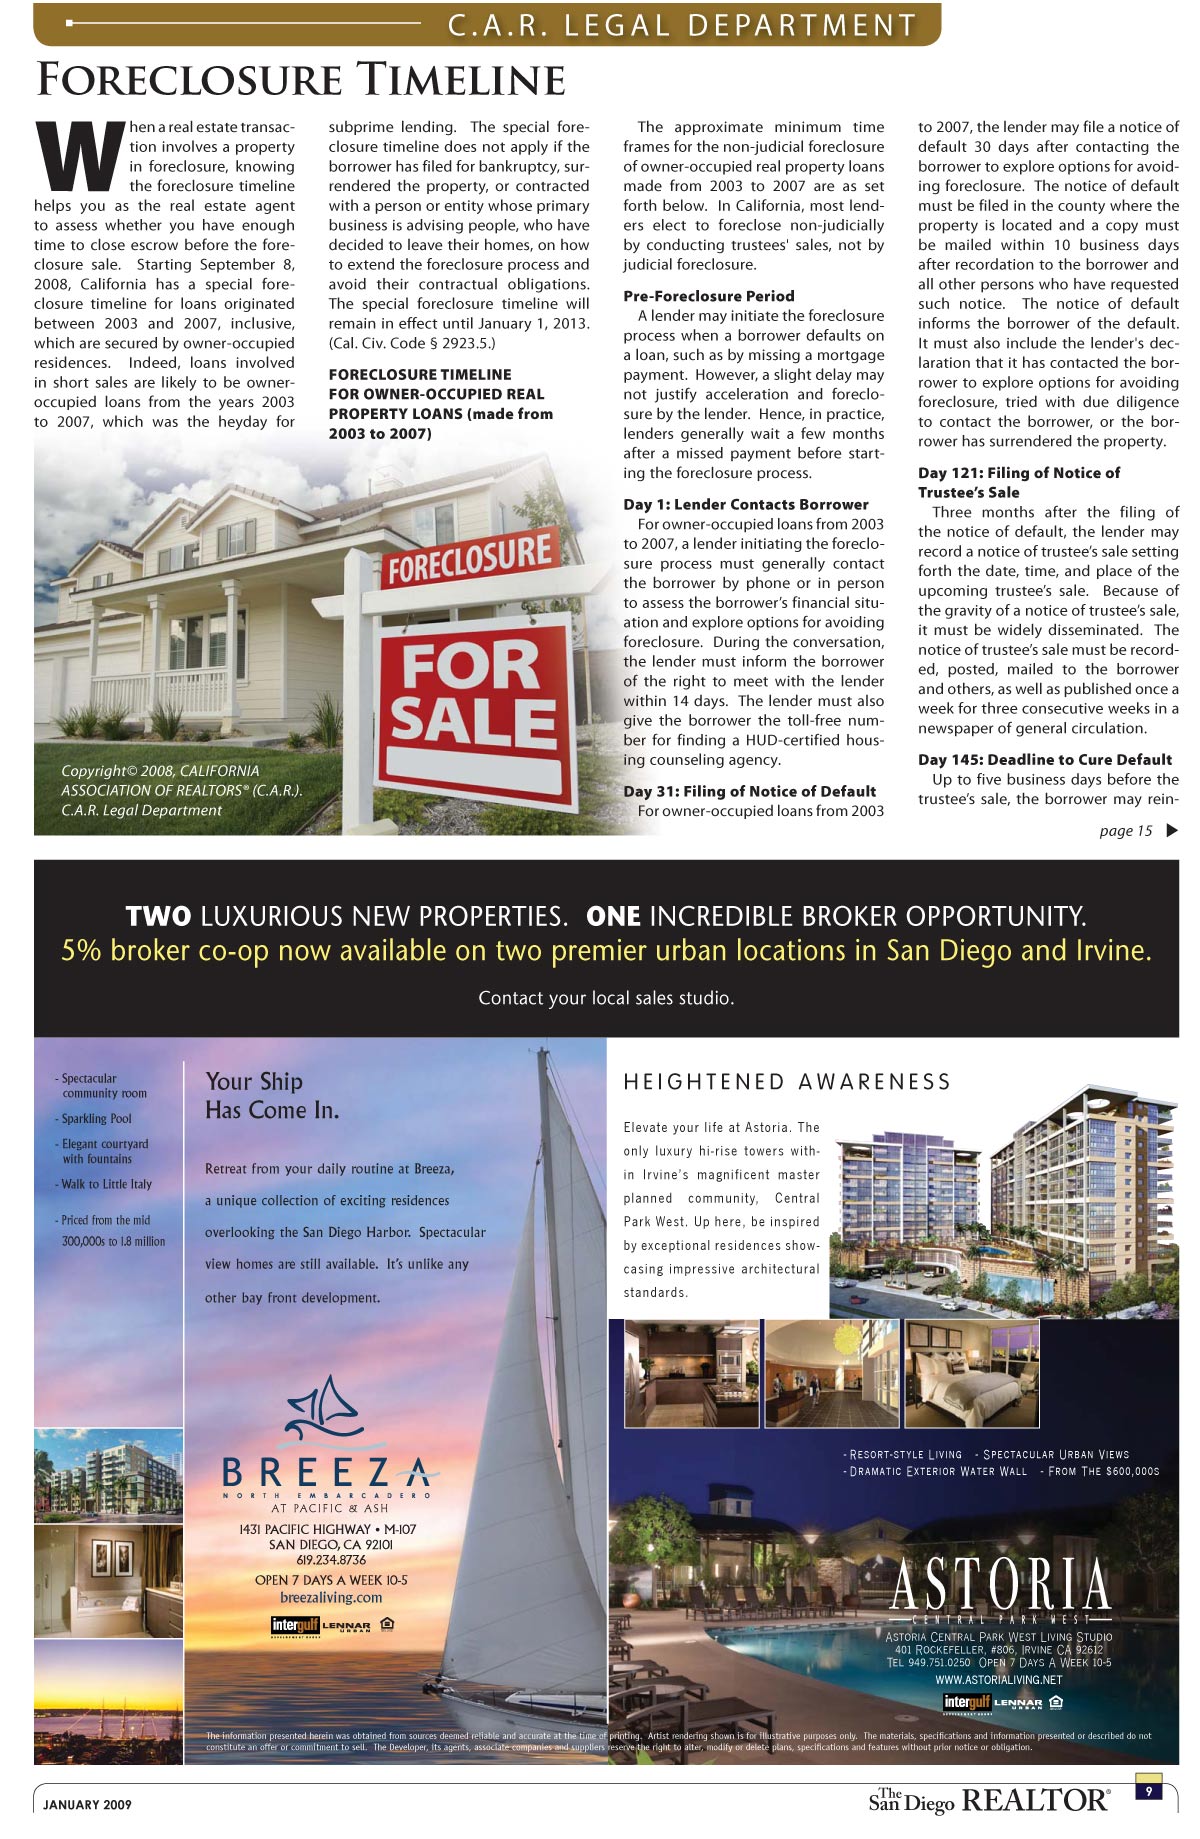 C.A.R. LEGAL DEPARTMENT
FORECLOSURE TIMELINE
When a real estate transac-
tion involves a property
in foreclosure, knowing
the foreclosure timeline
helps you as the real estate agent
to assess whether you have enough
time to close escrow before the fore-
closure sale. Starting September 8,
2008, California has a special fore-
closure timeline for loans originated
between 2003 and 2007, inclusive,
which are secured by owner-occupied
residences. Indeed, loans involved
in short sales are likely to be owner-
occupied loans from the years 2003
to 2007, which was the heyday for
subprime lending. The special fore-
closure timeline does not apply if the
borrower has filed for bankruptcy, sur-
rendered the property, or contracted
with a person or entity whose primary
business is advising people, who have
decided to leave their homes, on how
to extend the foreclosure process and
avoid their contractual obligations.
The special foreclosure timeline will
remain in effect until January 1, 2013.
(Cal. Civ. Code § 2923.5.)
FORECLOSURE TIMELINE
FOR OWNER-OCCUPIED REAL
PROPERTY LOANS (made from
2003 to 2007)
FORECLOSURE
FOR
SALE
Copyright© 2008, CALIFORNIA
ASSOCIATION OF REALTORS® (C.A.R.).
C.A.R. Legal Department
The approximate minimum time
frames for the non-judicial foreclosure
of owner-occupied real property loans
made from 2003 to 2007 are as set
forth below. In California, most lend-
ers elect to foreclose non-judicially
by conducting trustees' sales, not by
judicial foreclosure.
Pre-Foreclosure Period
A lender may initiate the foreclosure
process when a borrower defaults on
a loan, such as by missing a mortgage
payment. However, a slight delay may
not justify acceleration and foreclo-
sure by the lender. Hence, in practice,
lenders generally wait a few months
after a missed payment before start-
ing the foreclosure process.
Day 1: Lender Contacts Borrower
For owner-occupied loans from 2003
to 2007, a lender initiating the foreclo-
sure process must generally contact
the borrower by phone or in person
to assess the borrower's financial situ-
ation and explore options for avoiding
foreclosure. During the conversation,
the lender must inform the borrower
of the right to meet with the lender
within 14 days. The lender must also
give the borrower the toll-free num-
ber for finding a HUD-certified hous-
ing counseling agency.
Day 31: Filing of Notice of Default
For owner-occupied loans from 2003
to 2007, the lender may file a notice of
default 30 days after contacting the
borrower to explore options for avoid-
ing foreclosure. The notice of default
must be filed in the county where the
property is located and a copy must
be mailed within 10 business days
after recordation to the borrower and
all other persons who have requested
such notice. The notice of default
informs the borrower of the default.
It must also include the lender's dec-
laration that it has contacted the bor-
rower to explore options for avoiding
foreclosure, tried with due diligence
to contact the borrower, or the bor-
rower has surrendered the property.
Day 121: Filing of Notice of
Trustee's Sale
Three months after the filing of
the notice of default, the lender may
record a notice of trustee's sale setting
forth the date, time, and place of the
upcoming trustee's sale. Because of
the gravity of a notice of trustee's sale,
it must be widely disseminated. The
notice of trustee's sale must be record-
ed, posted, mailed to the borrower
and others, as well as published once a
week for three consecutive weeks in a
newspaper of general circulation.
Day 145: Deadline to Cure Default
Up to five business days before the
trustee's sale, the borrower may rein-
page 15 ▶
TWO LUXURIOUS NEW PROPERTIES. ONE INCREDIBLE BROKER OPPORTUNITY.
5% broker co-op now available on two premier urban locations in San Diego and Irvine.
Contact your local sales studio.
- Spectacular
community room
- Sparkling Pool
- Elegant courtyard
with fountains
- Walk to Little Italy
- Priced from the mid
300,000s to 1.8 million
Your Ship
Has Come In.
Retreat from your daily routine at Breeza,
a unique collection of exciting residences
overlooking the San Diego Harbor. Spectacular
view homes are still available. It's unlike any
other bay front development.
BREEZA
NORTH EMBARCADERO
AT PACIFIC & ASH
1431 PACIFIC HIGHWAY • M-107
SAN DIEGO, CA 92101
619.234.8736
OPEN 7 DAYS A WEEK 10-5
breezaliving.com
intergulf LENNAR
URBAN
HEIGHTENED AWARENESS
Elevate your life at Astoria. The
only luxury hi-rise towers with-
in Irvine's magnificent master
planned community, Central
Park West. Up here, be inspired
by exceptional residences show-
casing impressive architectural
standards.
- RESORT-STYLE LIVING - SPECTACULAR URBAN VIEWS
- DRAMATIC EXTERIOR WATER WALL - FROM THE $600,000S
ASTORIA
CENTRAL PARK WEST
ASTORIA CENTRAL PARK WEST LIVING STUDIO
401 ROCKEFELLER, #806, IRVINE CA 92612
TEL 949.751.0250 OPEN 7 DAYS A WEEK 10-5
WWW.ASTORIALIVING.NET
intergulf LENNAR
URBAN
The information presented herein was obtained from sources deemed reliable and accurate at the time of printing. Artist rendering shown is for illustrative purposes only. The materials, specifications and information presented or described do not
constitute an offer or commitment to sell. The Developer, its agents, associate companies and suppliers reserve the right to alter, modify or delete plans, specifications and features without prior notice or obligation.
JANUARY 2009
The San Diego REALTOR®
9